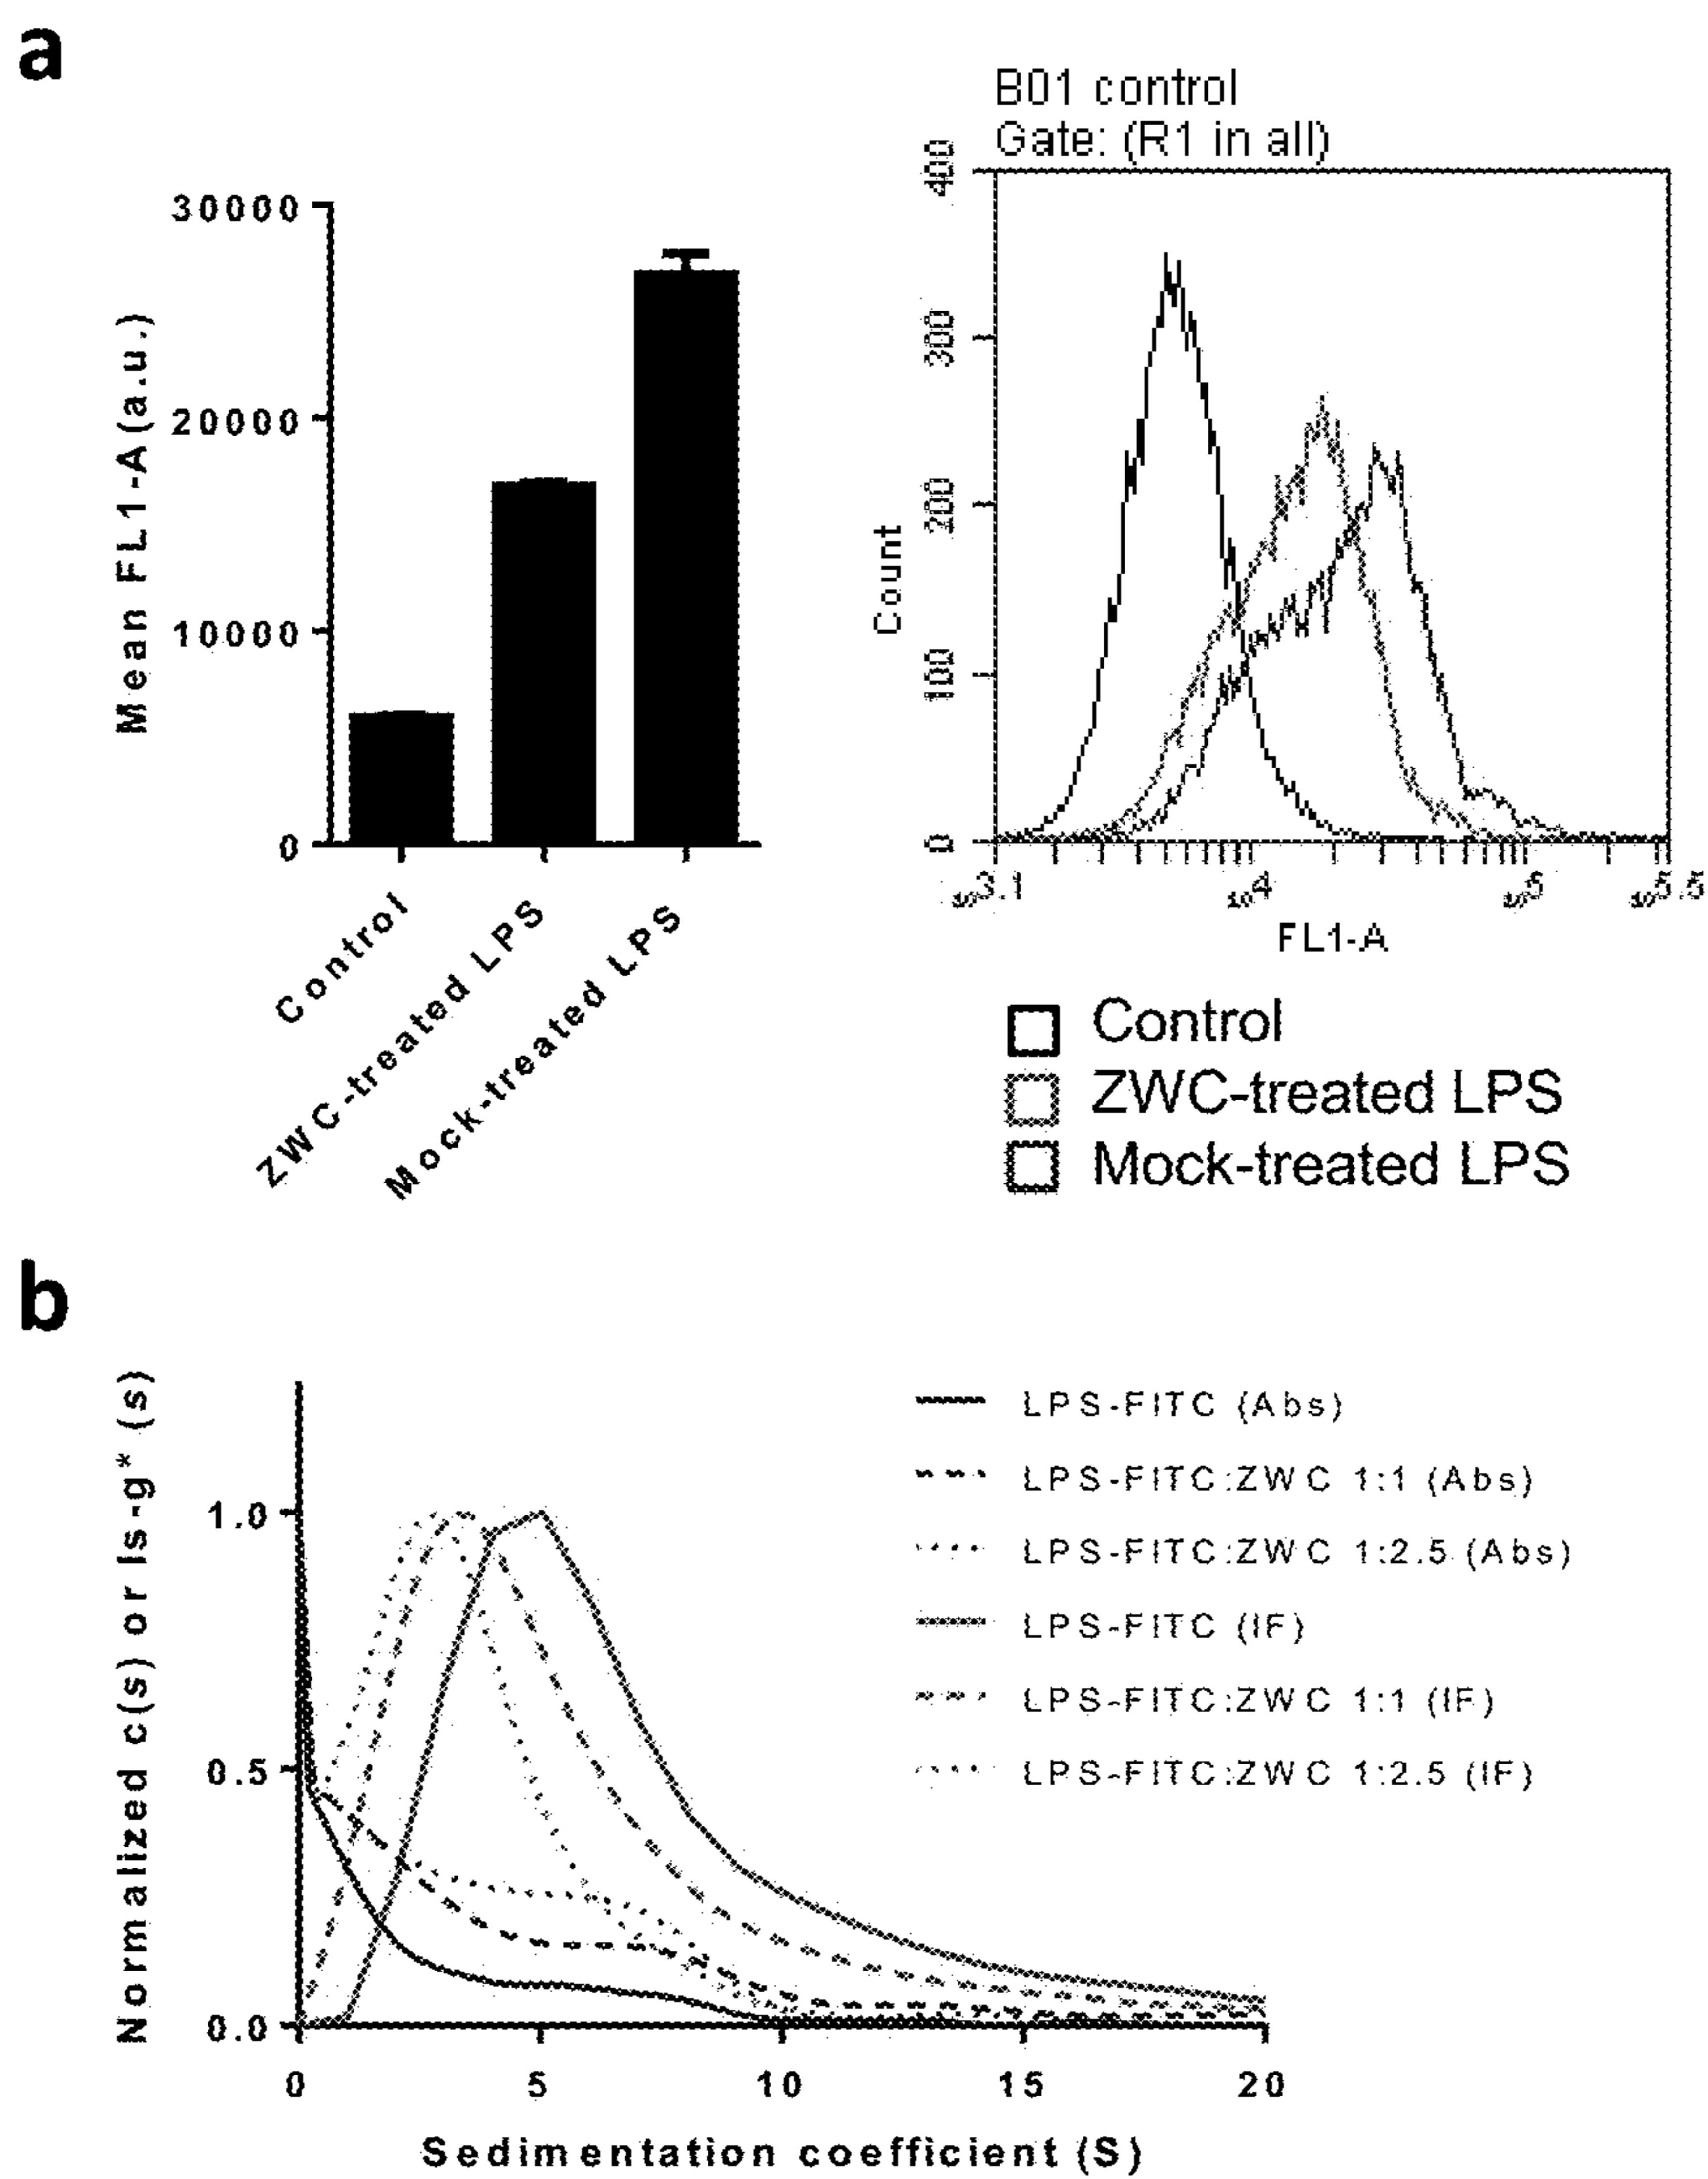 a
30000
20000
10000
0
Mean FL1-A (a.u.)
Control
ZWC-treated LPS
Mock-treated LPS
B01 control
Gate: (R1 in all)
400
300
200
100
0
Count
FL1-A
Control
ZWC-treated LPS
Mock-treated LPS
b
Normalized c(s) or ls-g* (s)
1.0
0.5
0.0
0 5 10 15 20
Sedimentation coefficient (S)
LPS-FITC (Abs)
LPS-FITC:ZWC 1:1 (Abs)
LPS-FITC:ZWC 1:2.5 (Abs)
LPS-FITC (IF)
LPS-FITC:ZWC 1:1 (IF)
LPS-FITC:ZWC 1:2.5 (IF)